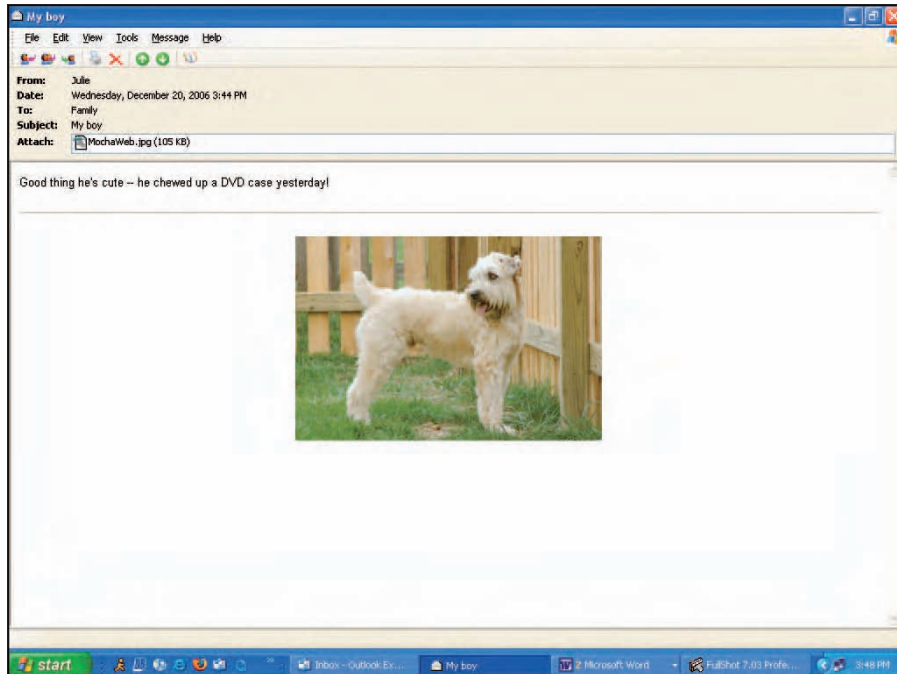 My boy
File Edit View Tools Message Help
From: Julie
Date: Wednesday, December 20, 2006 3:44 PM
To: Family
Subject: My boy
Attach: MochaWeb.jpg (105 KB)
Good thing he's cute -- he chewed up a DVD case yesterday!
start Inbox - Outlook Ex... My boy 2 Microsoft Word FullShot 7.03 Profe... 3:48 PM